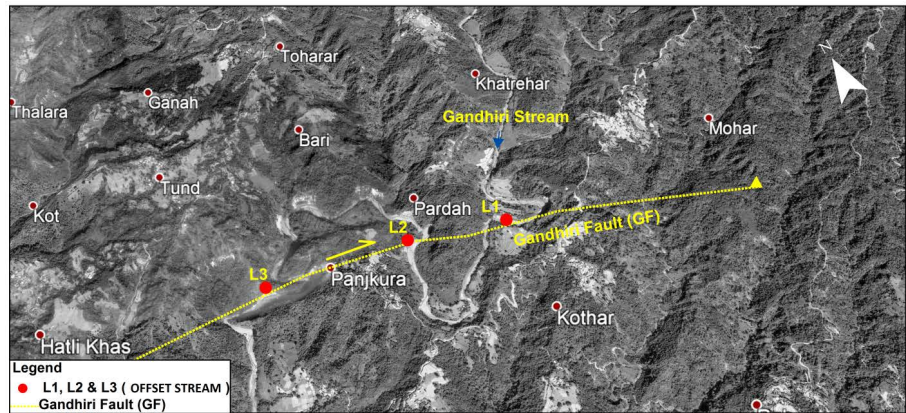 Toharar
Khatrehar
N
Ganah
Thalara
Gandhiri Stream
Mohar
Bari
Tund
Kot
Pardah
L1
L2
Gandhiri Fault (GF)
L3
Panjkura
Kothar
Hatli Khas
Legend
L1, L2 & L3 ( OFFSET STREAM )
Gandhiri Fault (GF)